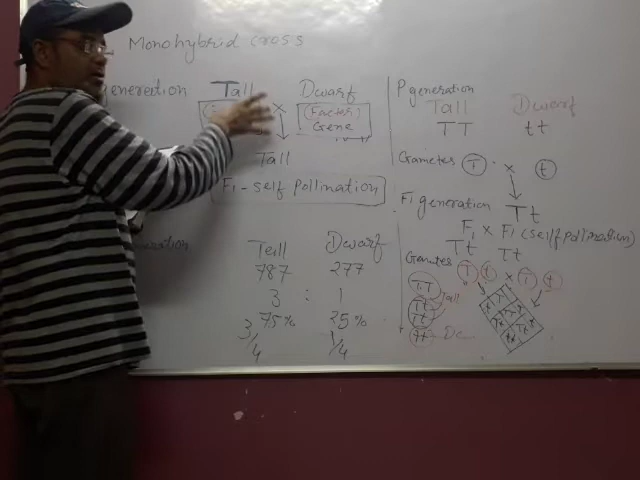 Monohybrid cross
Tall Dwarf
× (Factor)
Gene
Tall
F1 - self Pollination
Tall Dwarf
787 277
3 : 1
75% 25%
3/4 1/4
P generation
Tall Dwarf
TT tt
Gametes T × t
F1 generation Tt
F1 × F1 (self pollination)
Tt Tt
Gametes T t × T t
TT
Tt Tall
Tt
tt